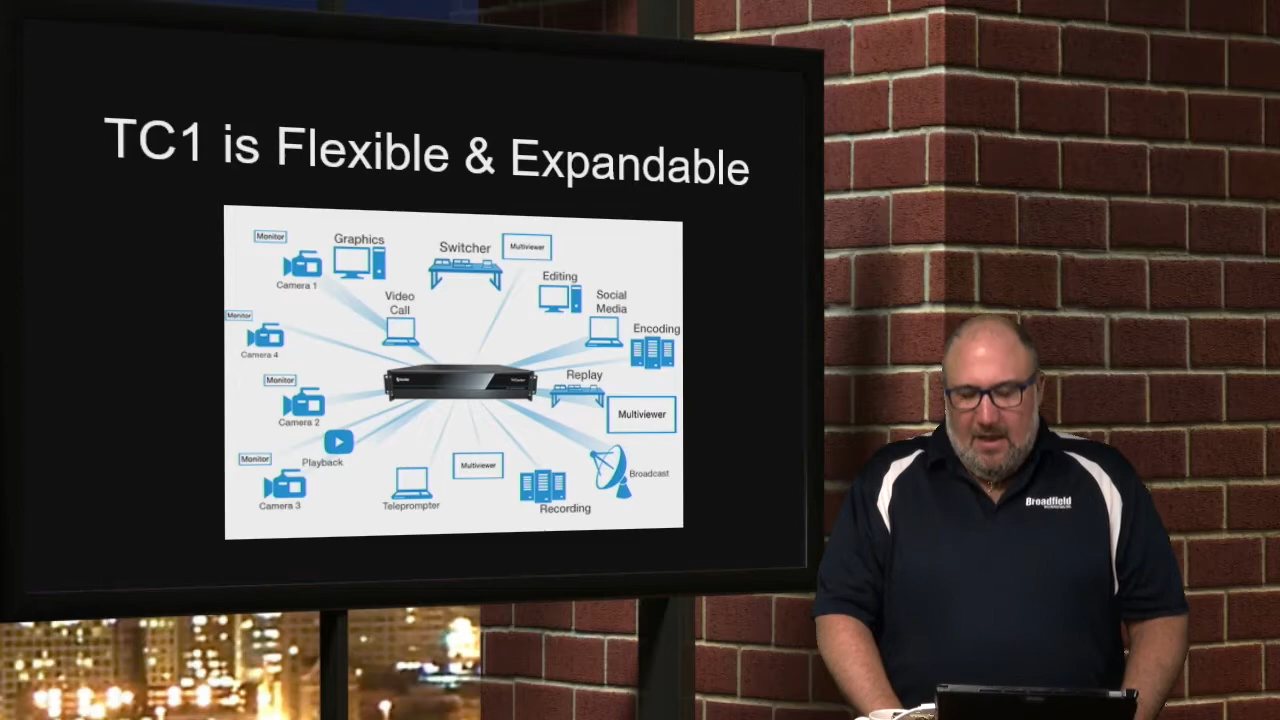 TC1 is Flexible & Expandable
Monitor
Graphics
Switcher
Multiviewer
Camera 1
Editing
Video
Call
Social
Media
Monitor
Encoding
Camera 4
Replay
Monitor
Multiviewer
Camera 2
Playback
Monitor
Multiviewer
Broadcast
Camera 3
Teleprompter
Recording
Broadfield